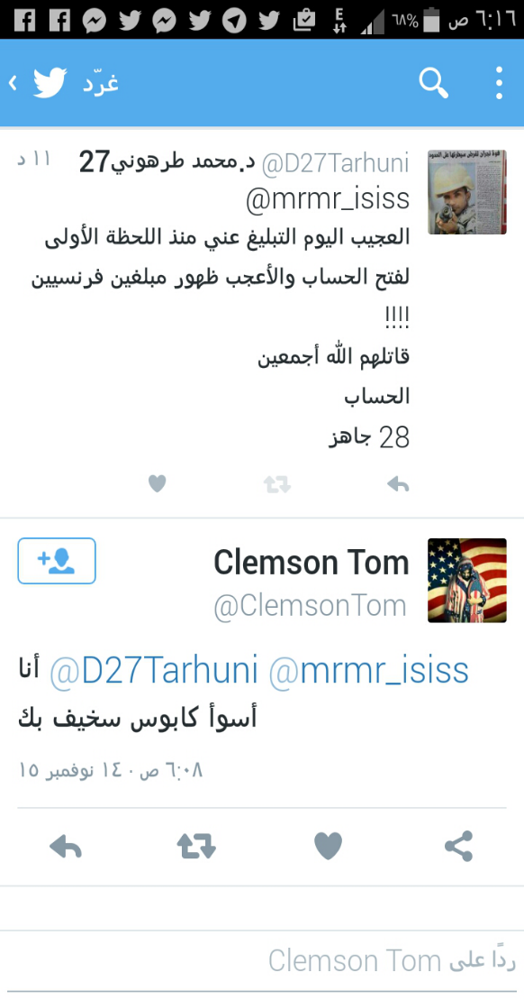 ٦:١٦ ص ٦٨%
E
غرّد
د.محمد طرهوني27 @D27Tarhuni ١١ د
@mrmr_isiss
العجيب اليوم التبليغ عني منذ اللحظة الأولى
لفتح الحساب والأعجب ظهور مبلغين فرنسيين
!!!!
قاتلهم الله أجمعين
الحساب
28 جاهز
Clemson Tom
@ClemsonTom
@D27Tarhuni @mrmr_isiss أنا
أسوأ كابوس سخيف بك
٦:٠٨ ص · ١٤ نوفمبر ١٥
ردًا على Clemson Tom